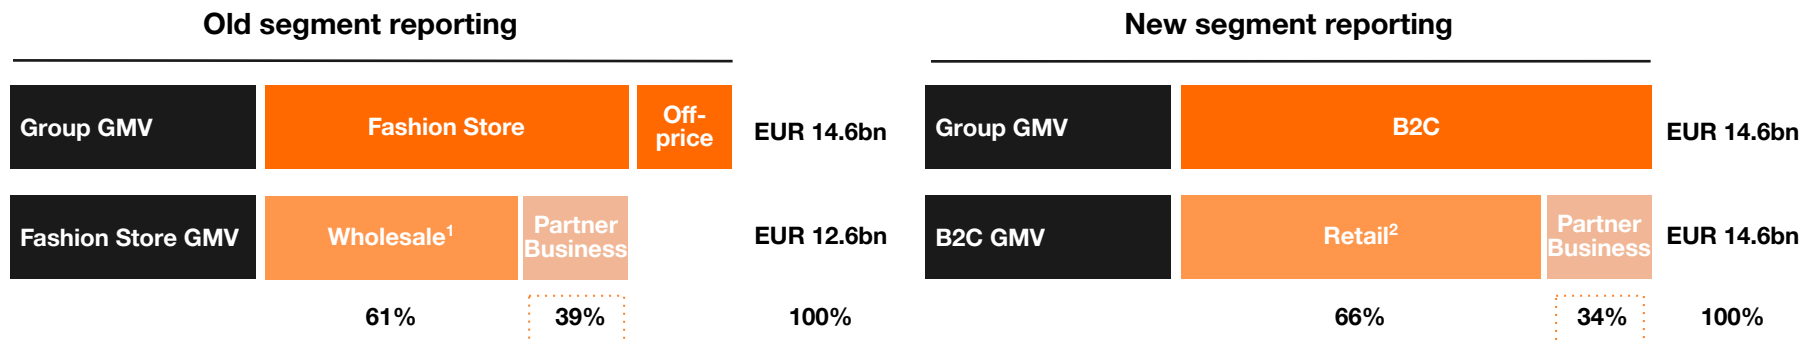 Old segment reporting
Group GMV
Fashion Store
Off-
price
EUR 14.6bn
Fashion Store GMV
Wholesale1
Partner
Business
EUR 12.6bn
61%
39%
100%
New segment reporting
Group GMV
B2C
EUR 14.6bn
B2C GMV
Retail2
Partner
Business
EUR 14.6bn
66%
34%
100%